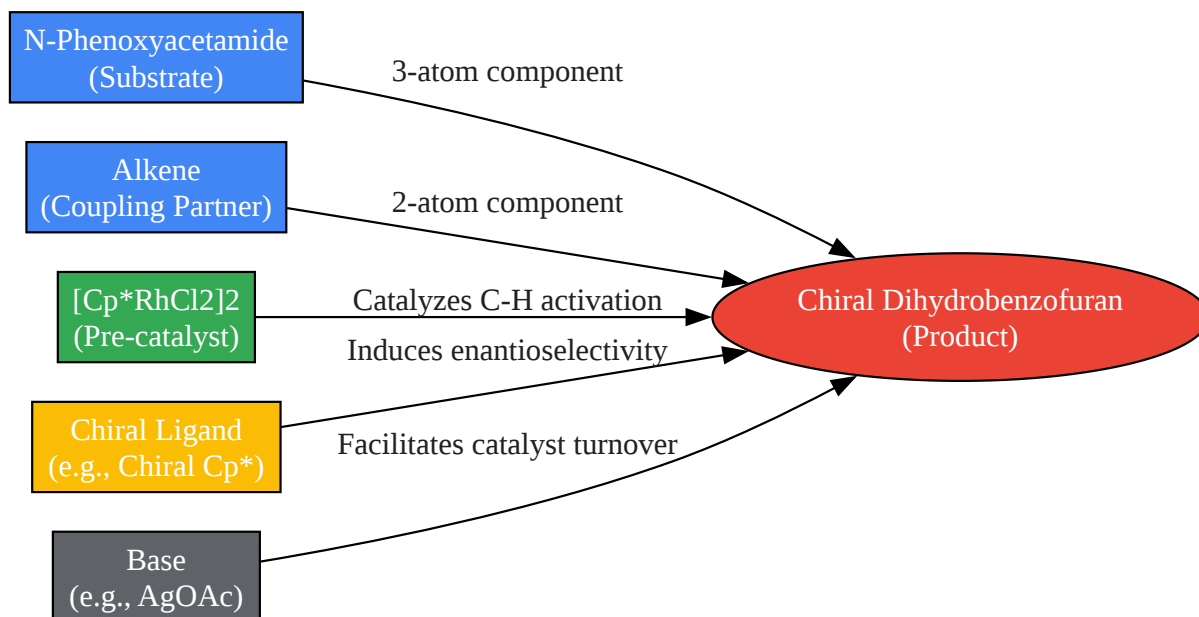 N-Phenoxyacetamide
(Substrate)
3-atom component
Alkene
(Coupling Partner)
2-atom component
[Cp*RhCl2]2
(Pre-catalyst)
Catalyzes C-H activation
Chiral Dihydrobenzofuran
(Product)
Induces enantioselectivity
Chiral Ligand
(e.g., Chiral Cp*)
Facilitates catalyst turnover
Base
(e.g., AgOAc)